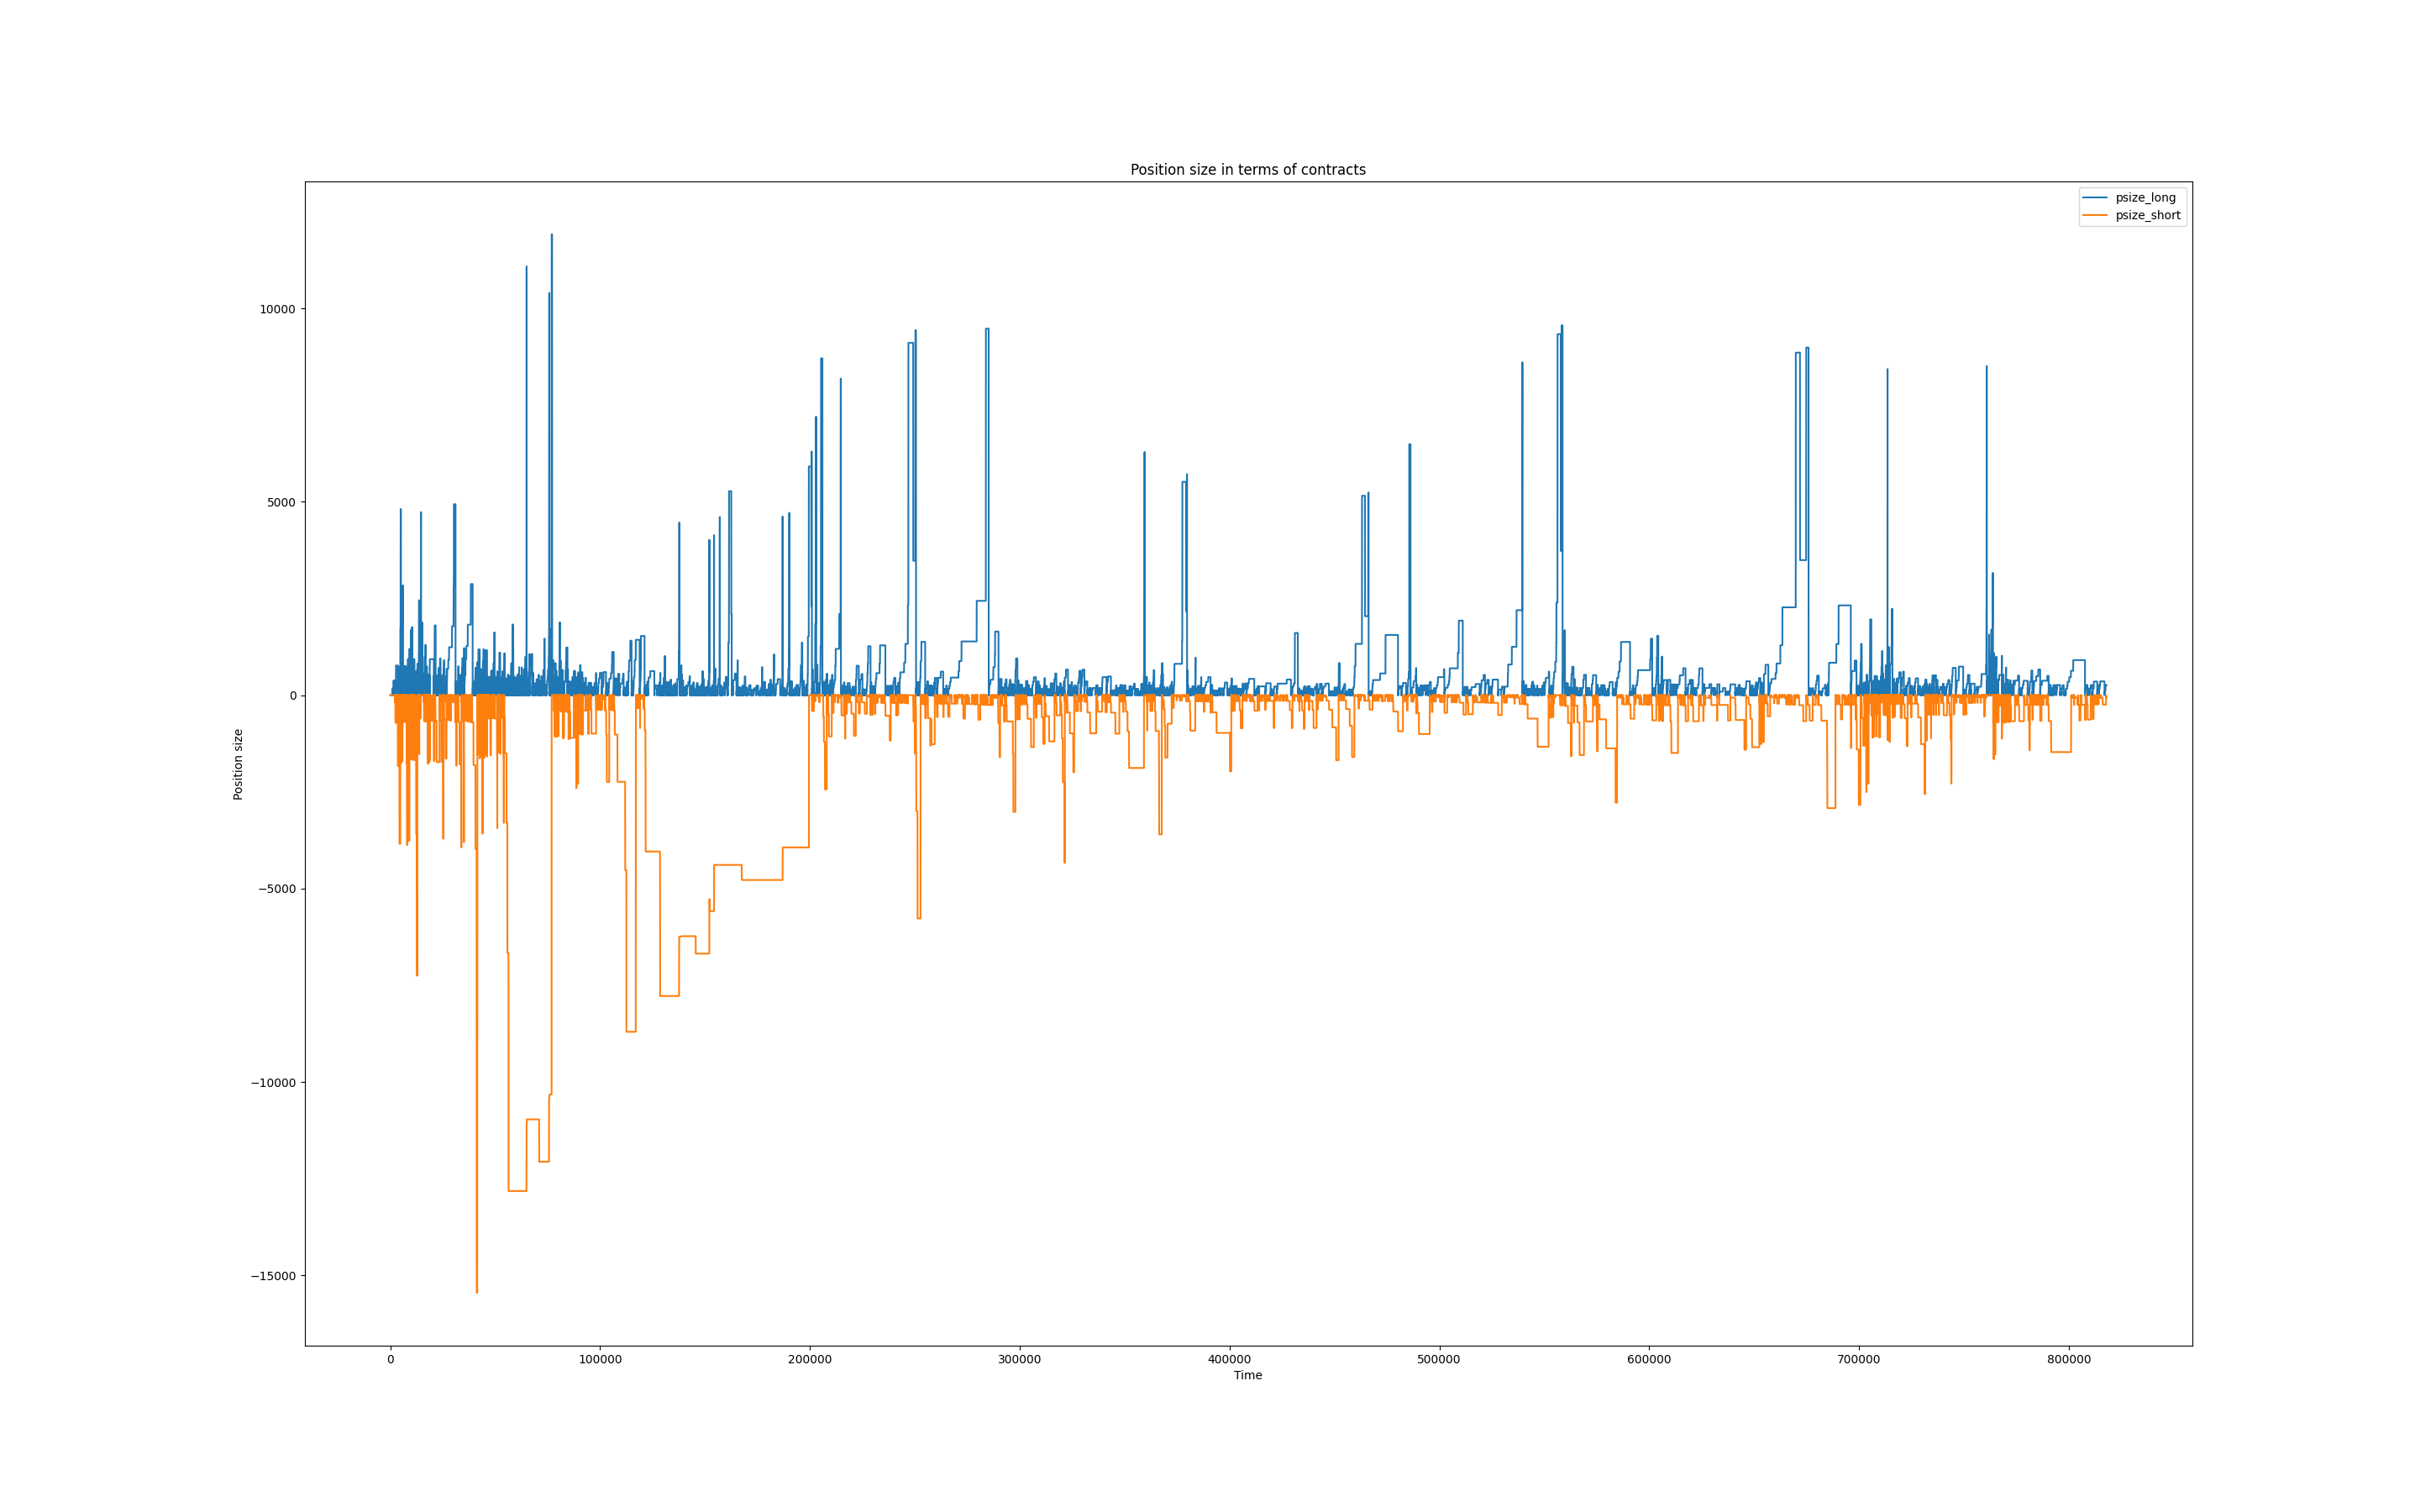 Position size in terms of contracts
psize_long
psize_short
10000
5000
0
−5000
−10000
−15000
Position size
0 100000 200000 300000 400000 500000 600000 700000 800000
Time